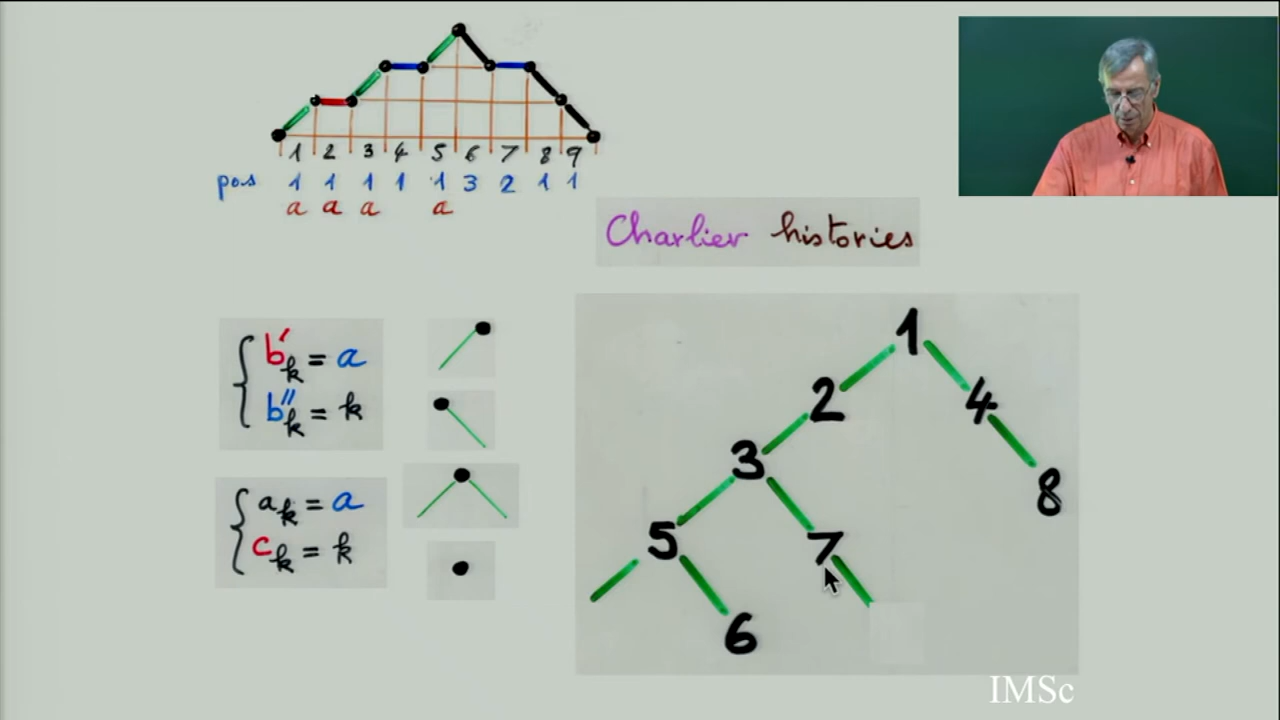 1 2 3 4 5 6 7 8 9
pos 1 1 1 1 1 3 2 1 1
a a a a
Charlier histories
b'k = a
b''k = k
ak = a
ck = k
1
2 4
3
8
5 7
6
IMSc